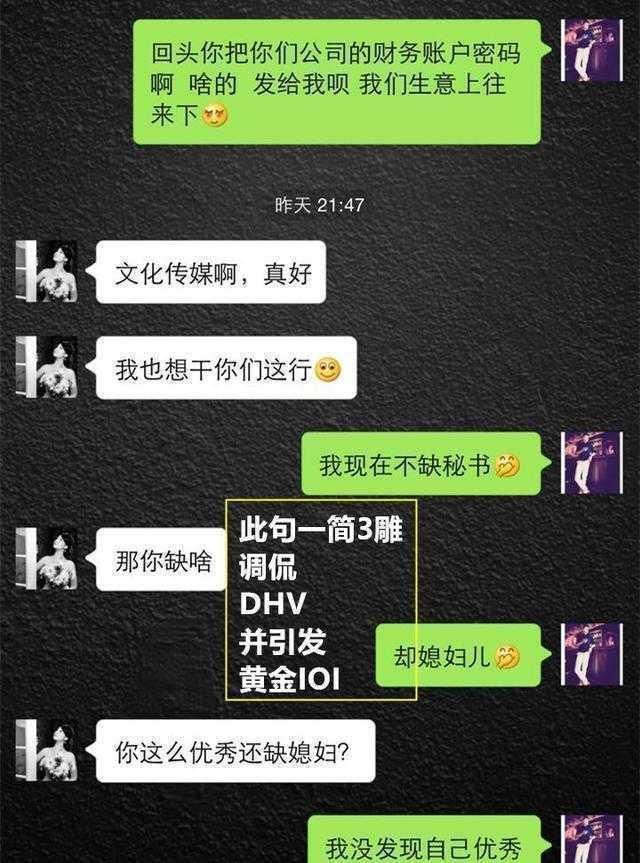 回头你把你们公司的财务账户密码
啊 啥的 发给我呗 我们生意上往
来下
昨天 21:47
文化传媒啊，真好
我也想干你们这行
我现在不缺秘书
此句一简3雕
调侃
DHV
并引发
黄金IOI
那你缺啥
却媳妇儿
你这么优秀还缺媳妇？
我没发现自己优秀